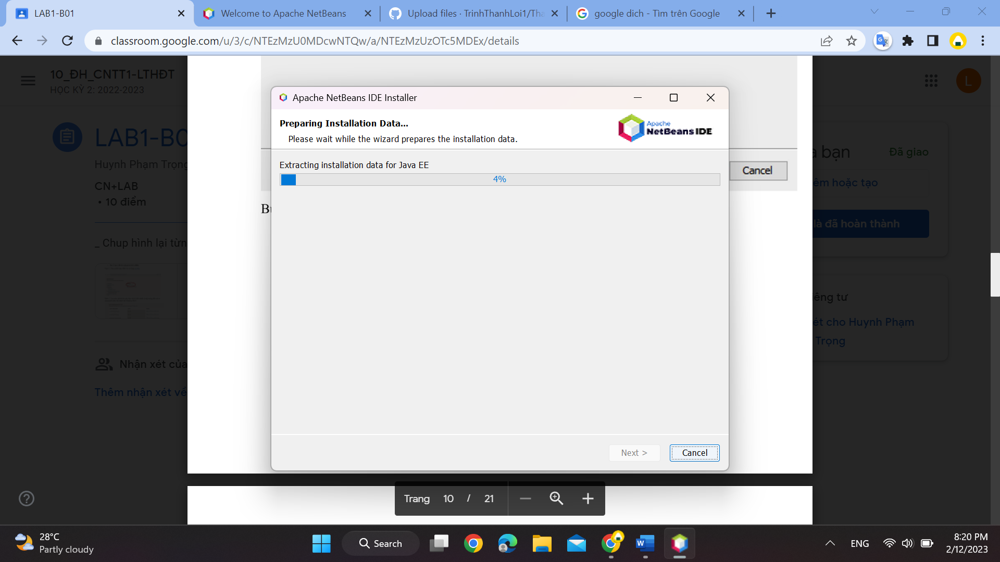 LAB1-B01
Welcome to Apache NetBeans
Upload files · TrinhThanhLoi1/Tha
google dich - Tìm trên Google
classroom.google.com/u/3/c/NTEzMzU0MDcwNTQw/a/NTEzMzUzOTc5MDEx/details
10_ĐH_CNTT1-LTHĐT
HỌC KỲ 2: 2022-2023
L
LAB1-B0
Huynh Phạm Trọng
CN+LAB
• 10 điểm
_ Chup hình lại từn
Nhận xét của
Thêm nhận xét về
Apache NetBeans IDE Installer
Preparing Installation Data...
Please wait while the wizard prepares the installation data.
Apache
NetBeans IDE
Extracting installation data for Java EE
4%
Next >
Cancel
Cancel
bạn
Đã giao
êm hoặc tạo
là đã hoàn thành
êng tư
ét cho Huynh Phạm
Trọng
Trang 10 / 21
28°C
Partly cloudy
Search
ENG
8:20 PM
2/12/2023